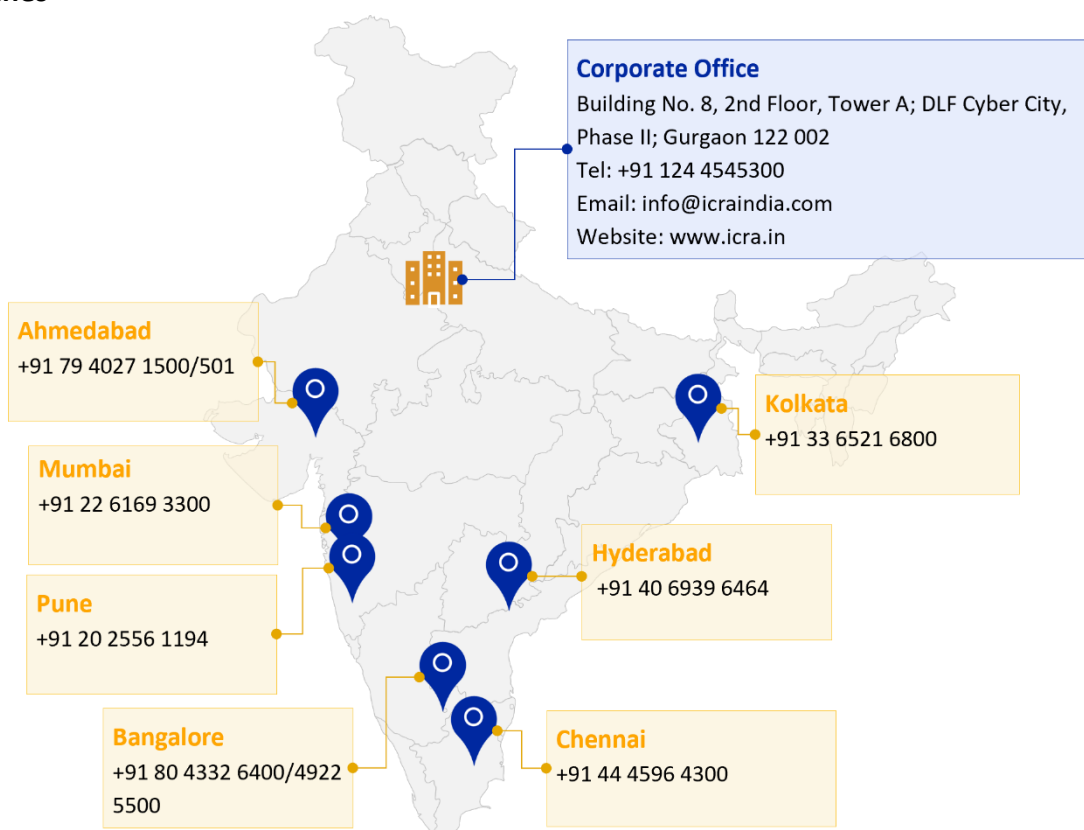 Corporate Office
Building No. 8, 2nd Floor, Tower A; DLF Cyber City,
Phase II; Gurgaon 122 002
Tel: +91 124 4545300
Email: info@icraindia.com
Website: www.icra.in
Ahmedabad
+91 79 4027 1500/501
Kolkata
+91 33 6521 6800
Mumbai
+91 22 6169 3300
Hyderabad
+91 40 6939 6464
Pune
+91 20 2556 1194
Bangalore
+91 80 4332 6400/4922
5500
Chennai
+91 44 4596 4300